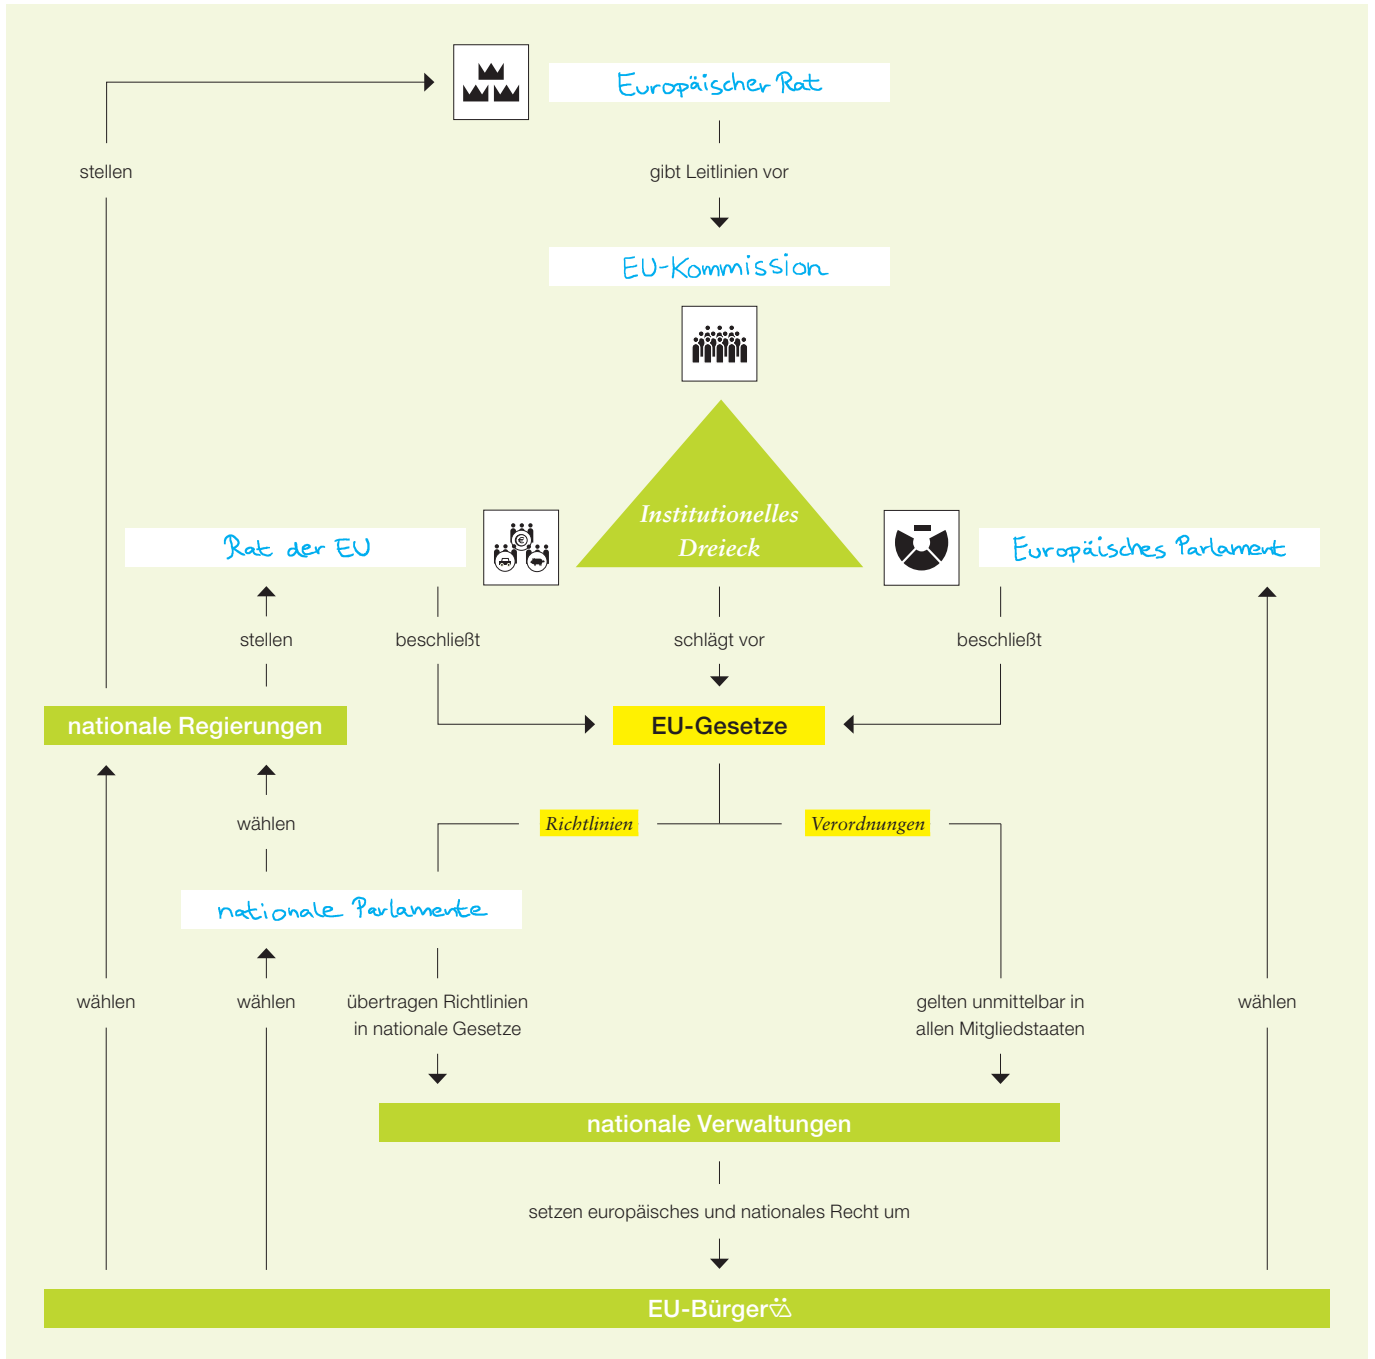 Europäischer Rat
stellen
gibt Leitlinien vor
EU-Kommission
Institutionelles
Dreieck
Rat der EU
Europäisches Parlament
stellen
beschließt
schlägt vor
beschließt
nationale Regierungen
EU-Gesetze
wählen
Richtlinien
Verordnungen
nationale Parlamente
wählen
wählen
übertragen Richtlinien
in nationale Gesetze
gelten unmittelbar in
allen Mitgliedstaaten
wählen
nationale Verwaltungen
setzen europäisches und nationales Recht um
EU-Bürger